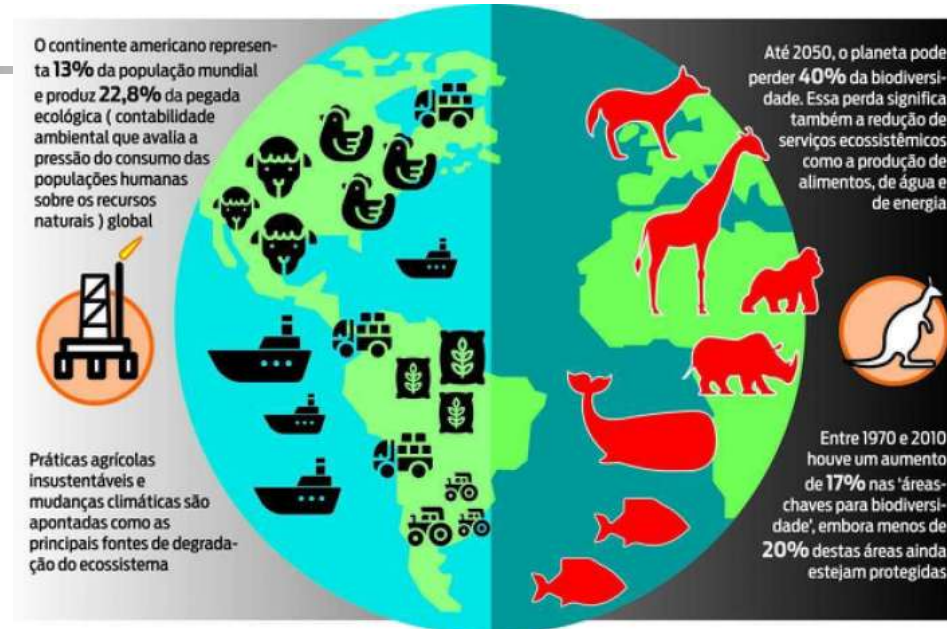 O continente americano represen-
ta 13% da população mundial
e produz 22,8% da pegada
ecológica ( contabilidade
ambiental que avalia a
pressão do consumo das
populações humanas
sobre os recursos
naturais ) global
Práticas agrícolas
insustentáveis e
mudanças climáticas são
apontadas como as
principais fontes de degrada-
ção do ecossistema
Até 2050, o planeta pode
perder 40% da biodiversi-
dade. Essa perda significa
também a redução de
serviços ecossistêmicos
como a produção de
alimentos, de água e
de energia
Entre 1970 e 2010
houve um aumento
de 17% nas 'áreas-
chaves para biodiversi-
dade', embora menos de
20% destas áreas ainda
estejam protegidas